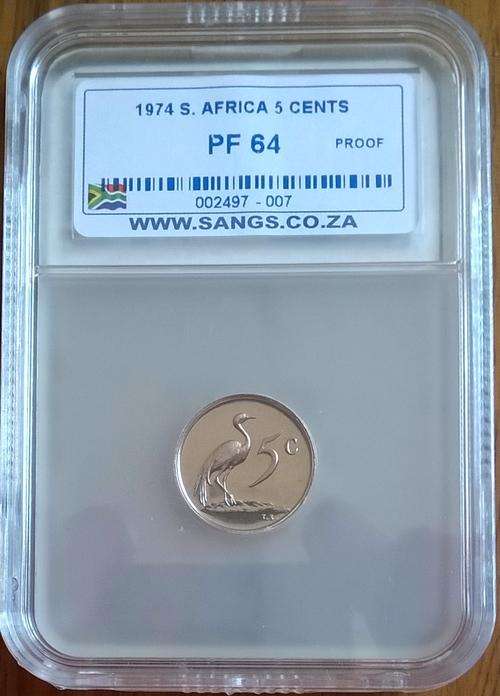 1974 S. AFRICA 5 CENTS
PF 64 PROOF
002497 - 007
WWW.SANGS.CO.ZA
5c